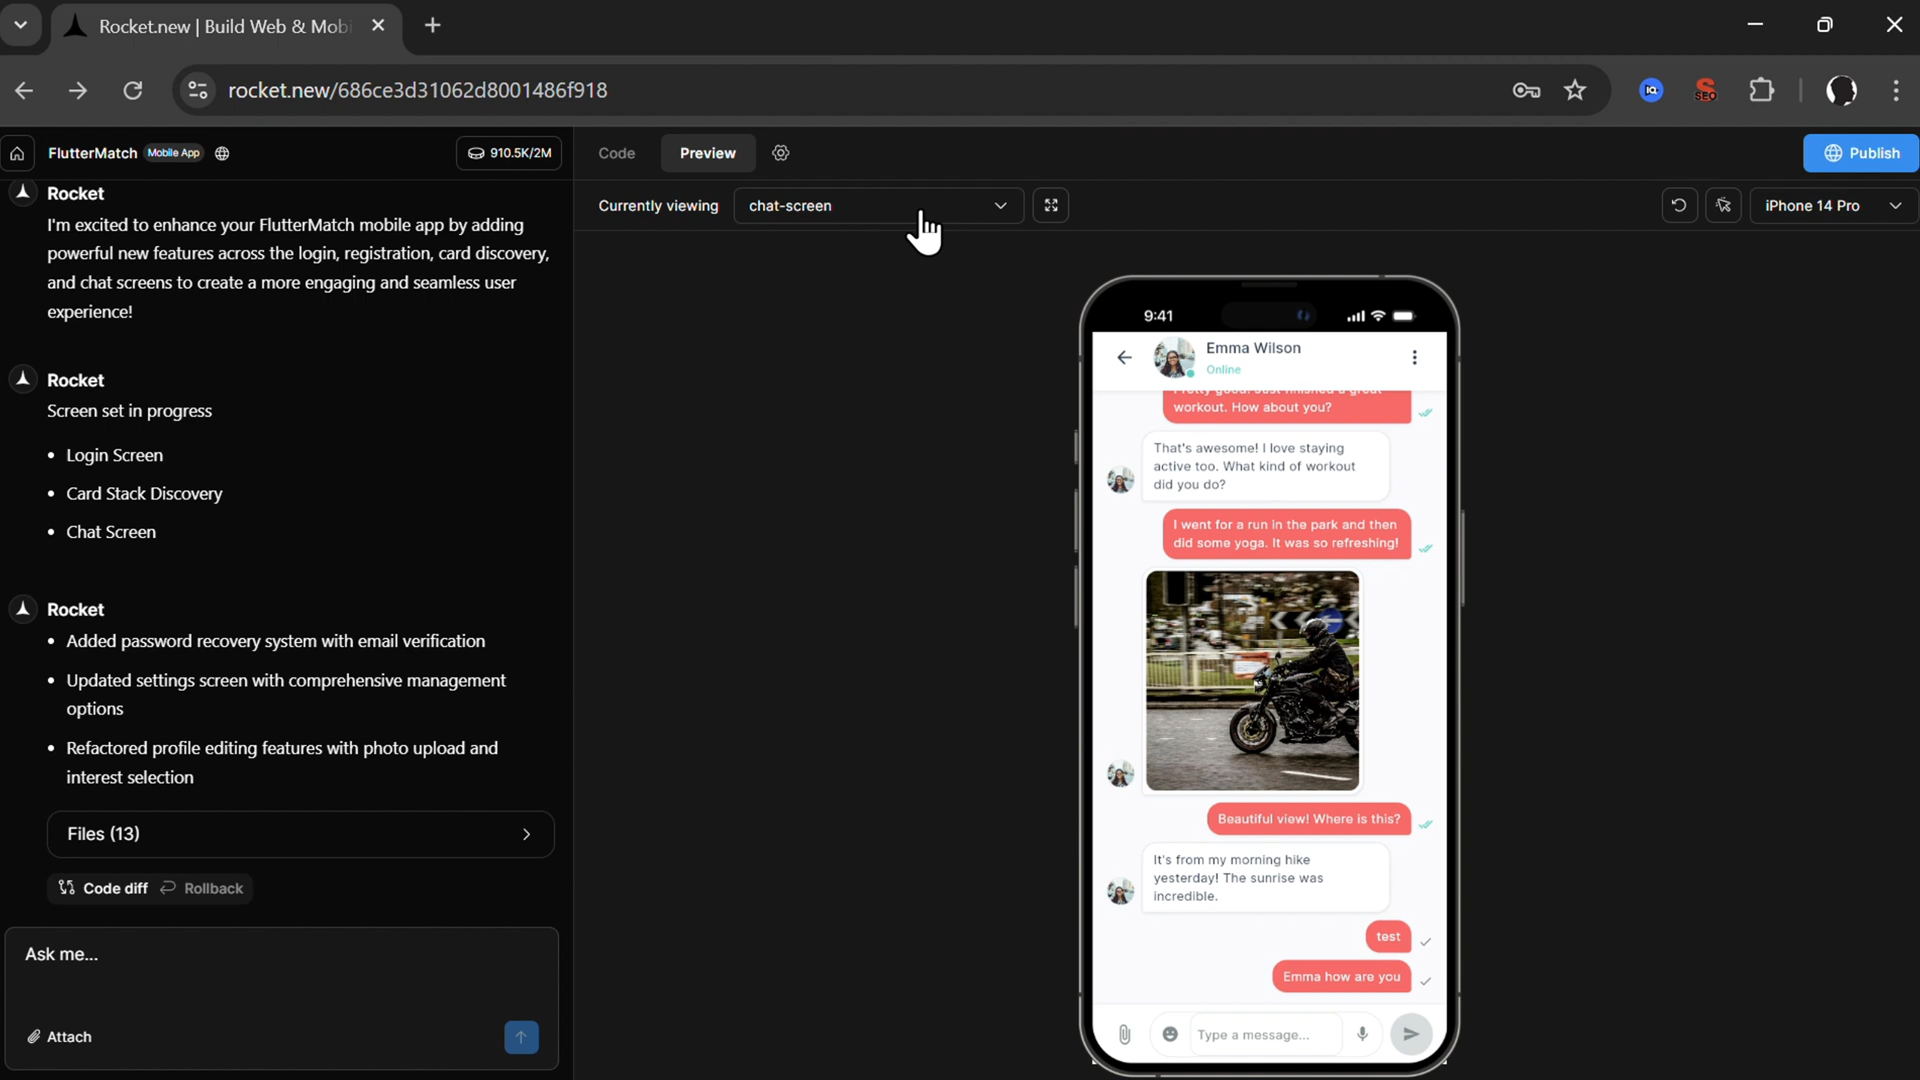 Rocket.new | Build Web & Mobi
rocket.new/686ce3d31062d8001486f918
IQ
SEO
FlutterMatch Mobile App
910.5K/2M
Code
Preview
Publish
Rocket
I'm excited to enhance your FlutterMatch mobile app by adding
powerful new features across the login, registration, card discovery,
and chat screens to create a more engaging and seamless user
experience!
Rocket
Screen set in progress
• Login Screen
• Card Stack Discovery
• Chat Screen
Rocket
• Added password recovery system with email verification
• Updated settings screen with comprehensive management
options
• Refactored profile editing features with photo upload and
interest selection
Files (13)
Code diff Rollback
Ask me...
Attach
Currently viewing chat-screen
iPhone 14 Pro
9:41
Emma Wilson
Online
Pretty good! Just finished a great
workout. How about you?
That's awesome! I love staying
active too. What kind of workout
did you do?
I went for a run in the park and then
did some yoga. It was so refreshing!
Beautiful view! Where is this?
It's from my morning hike
yesterday! The sunrise was
incredible.
test
Emma how are you
Type a message...